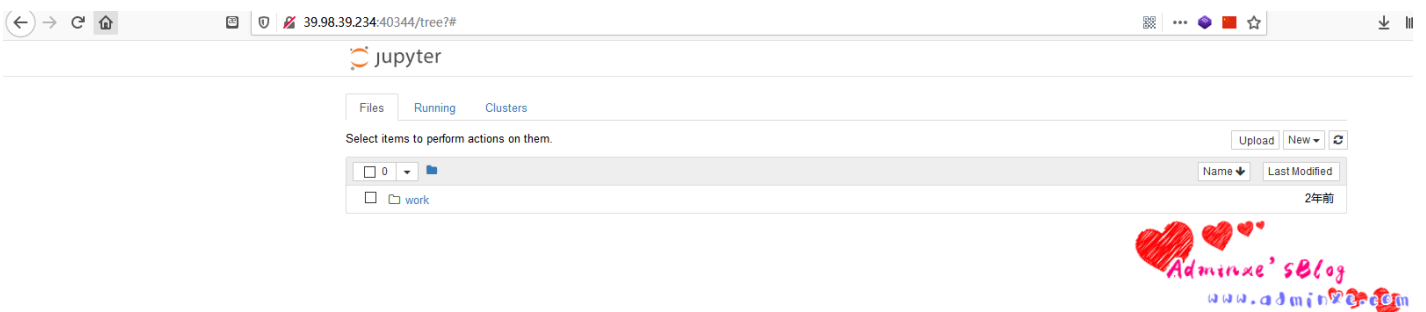 39.98.39.234:40344/tree?#
jupyter
Files Running Clusters
Select items to perform actions on them.
Upload New
0
Name Last Modified
work 2年前
Adminxe'sBlog
www.adminxe.com